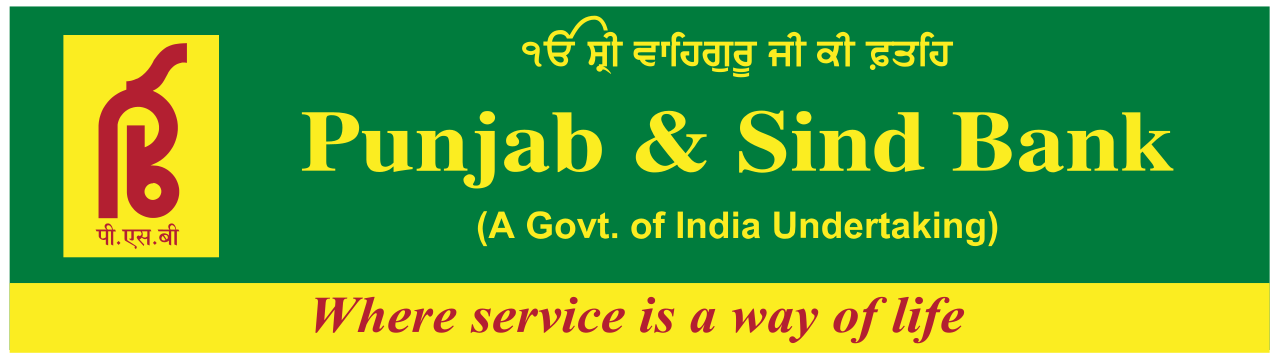 ੴ ਸ੍ਰੀ ਵਾਹਿਗੁਰੂ ਜੀ ਕੀ ਫ਼ਤਹਿ
Punjab & Sind Bank
(A Govt. of India Undertaking)
पी.एस.बी
Where service is a way of life